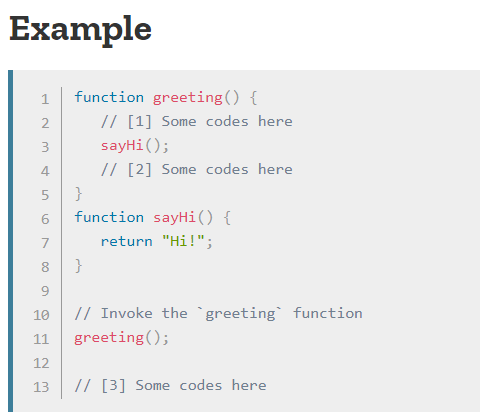 Example
1 function greeting() {
2 // [1] Some codes here
3 sayHi();
4 // [2] Some codes here
5 }
6 function sayHi() {
7 return "Hi!";
8 }
9
10 // Invoke the `greeting` function
11 greeting();
12
13 // [3] Some codes here